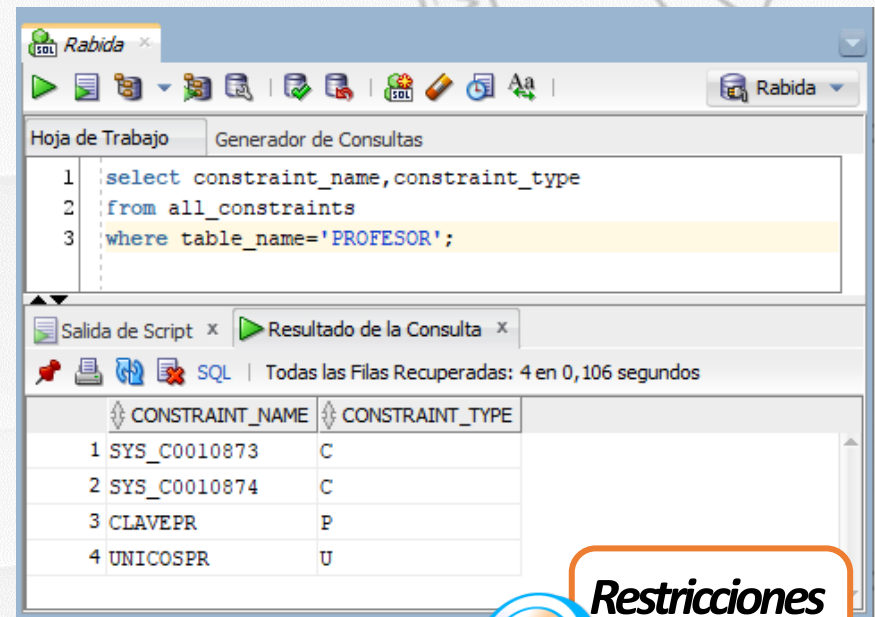 Rabida
Rabida
Hoja de Trabajo Generador de Consultas
1 select constraint_name,constraint_type
2 from all_constraints
3 where table_name='PROFESOR';
Salida de Script x Resultado de la Consulta x
SQL | Todas las Filas Recuperadas: 4 en 0,106 segundos
CONSTRAINT_NAME CONSTRAINT_TYPE
1 SYS_C0010873 C
2 SYS_C0010874 C
3 CLAVEPR P
4 UNICOSPR U
Restricciones